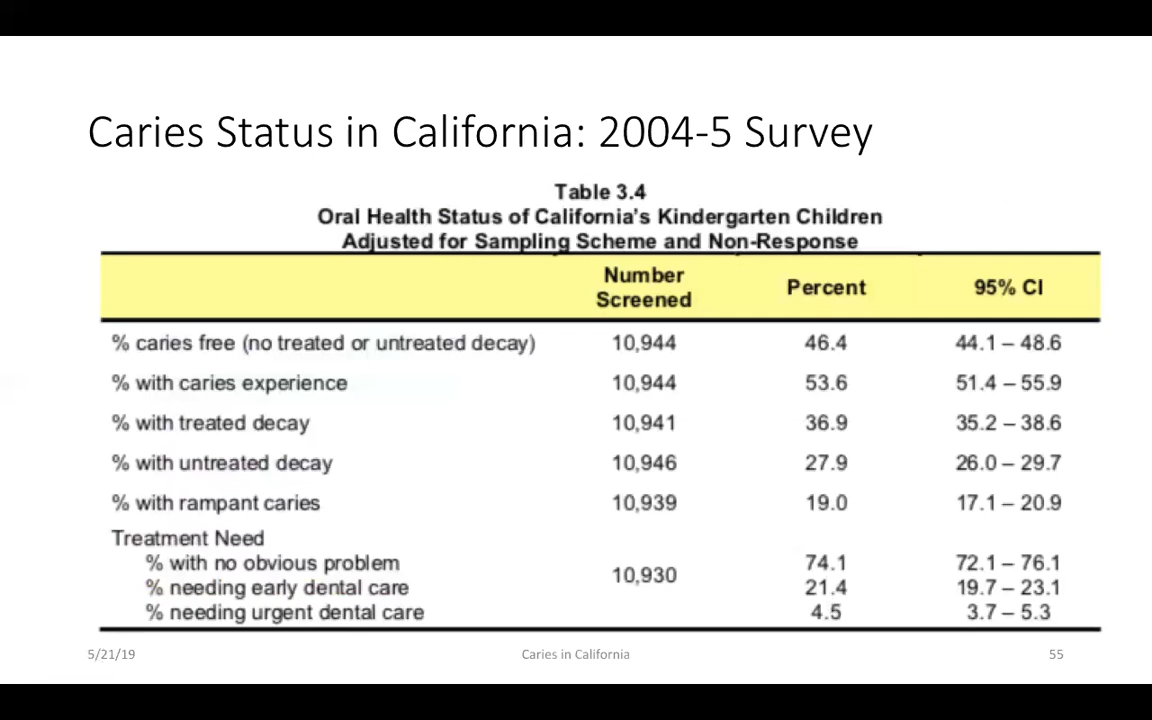 Caries Status in California: 2004-5 Survey
Table 3.4
Oral Health Status of California's Kindergarten Children
Adjusted for Sampling Scheme and Non-Response
Number Screened Percent 95% CI
% caries free (no treated or untreated decay) 10,944 46.4 44.1 – 48.6
% with caries experience 10,944 53.6 51.4 – 55.9
% with treated decay 10,941 36.9 35.2 – 38.6
% with untreated decay 10,946 27.9 26.0 – 29.7
% with rampant caries 10,939 19.0 17.1 – 20.9
Treatment Need
% with no obvious problem 74.1 72.1 – 76.1
10,930
% needing early dental care 21.4 19.7 – 23.1
% needing urgent dental care 4.5 3.7 – 5.3
5/21/19 Caries in California 55